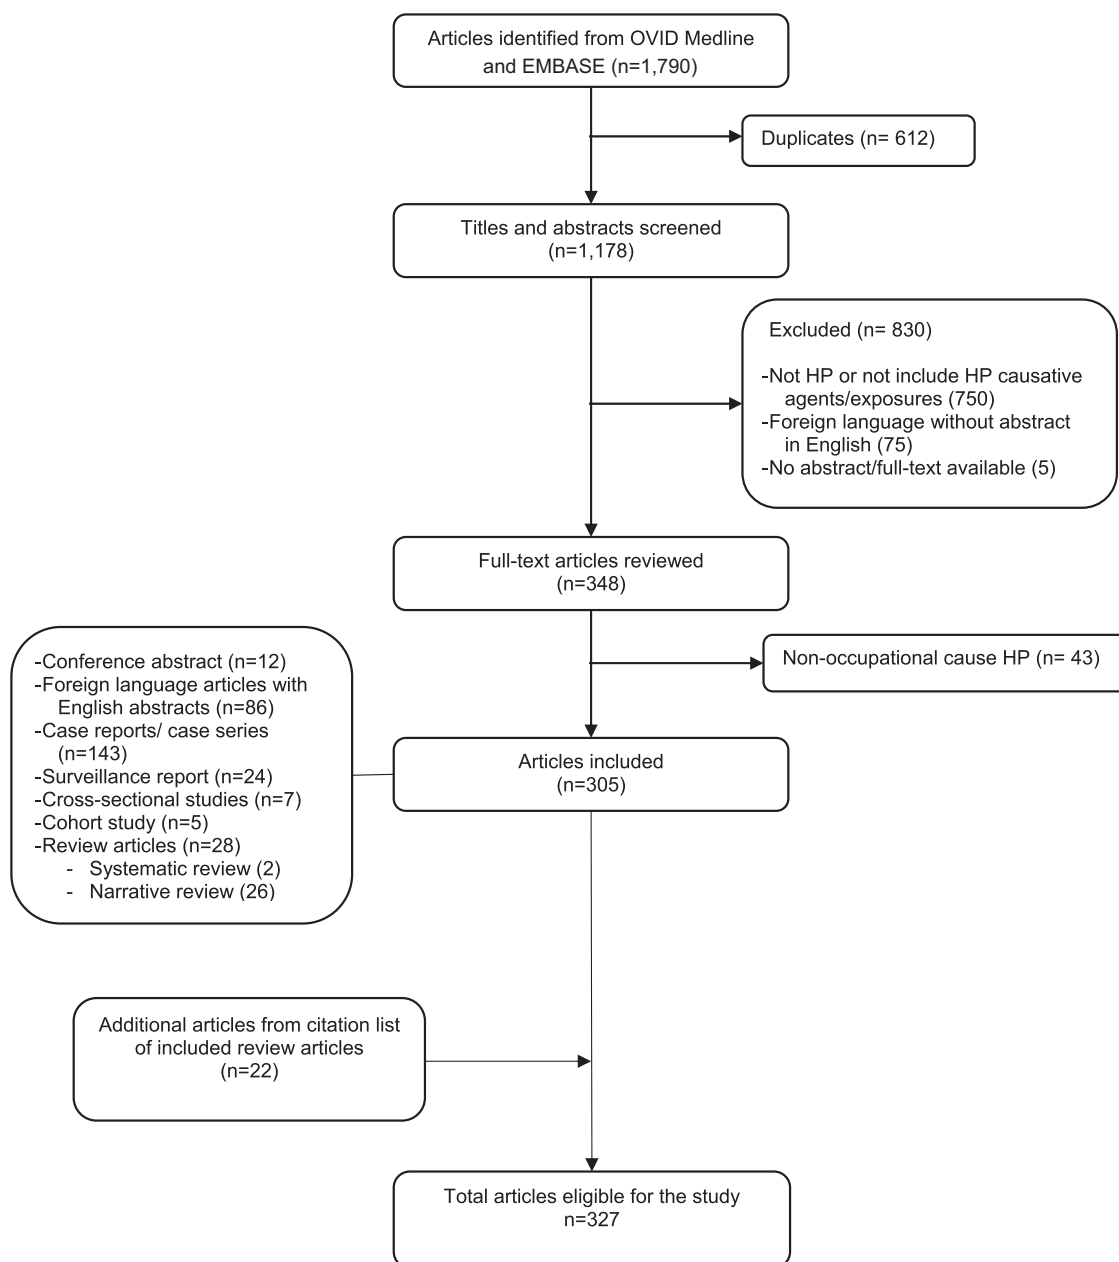 Articles identified from OVID Medline
and EMBASE (n=1,790)
Duplicates (n= 612)
Titles and abstracts screened
(n=1,178)
Excluded (n= 830)
-Not HP or not include HP causative
agents/exposures (750)
-Foreign language without abstract
in English (75)
-No abstract/full-text available (5)
Full-text articles reviewed
(n=348)
Non-occupational cause HP (n= 43)
-Conference abstract (n=12)
-Foreign language articles with
English abstracts (n=86)
-Case reports/ case series
(n=143)
-Surveillance report (n=24)
-Cross-sectional studies (n=7)
-Cohort study (n=5)
-Review articles (n=28)
- Systematic review (2)
- Narrative review (26)
Articles included
(n=305)
Additional articles from citation list
of included review articles
(n=22)
Total articles eligible for the study
n=327